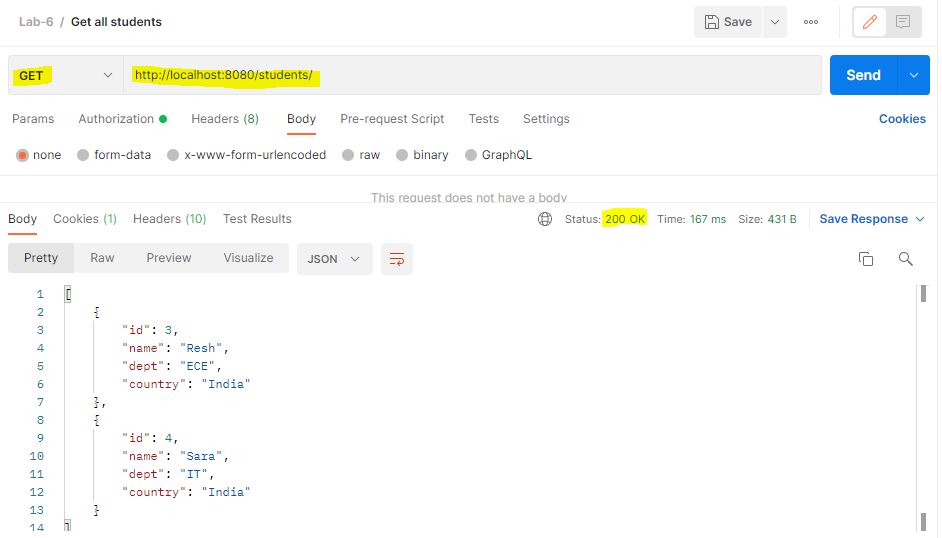 Lab-6 / Get all students
Save
GET http://localhost:8080/students/ Send
Params Authorization Headers (8) Body Pre-request Script Tests Settings Cookies
none form-data x-www-form-urlencoded raw binary GraphQL
This request does not have a body
Body Cookies (1) Headers (10) Test Results Status: 200 OK Time: 167 ms Size: 431 B Save Response
Pretty Raw Preview Visualize JSON
1 [
2 {
3 "id": 3,
4 "name": "Resh",
5 "dept": "ECE",
6 "country": "India"
7 },
8 {
9 "id": 4,
10 "name": "Sara",
11 "dept": "IT",
12 "country": "India"
13 }
14 ]